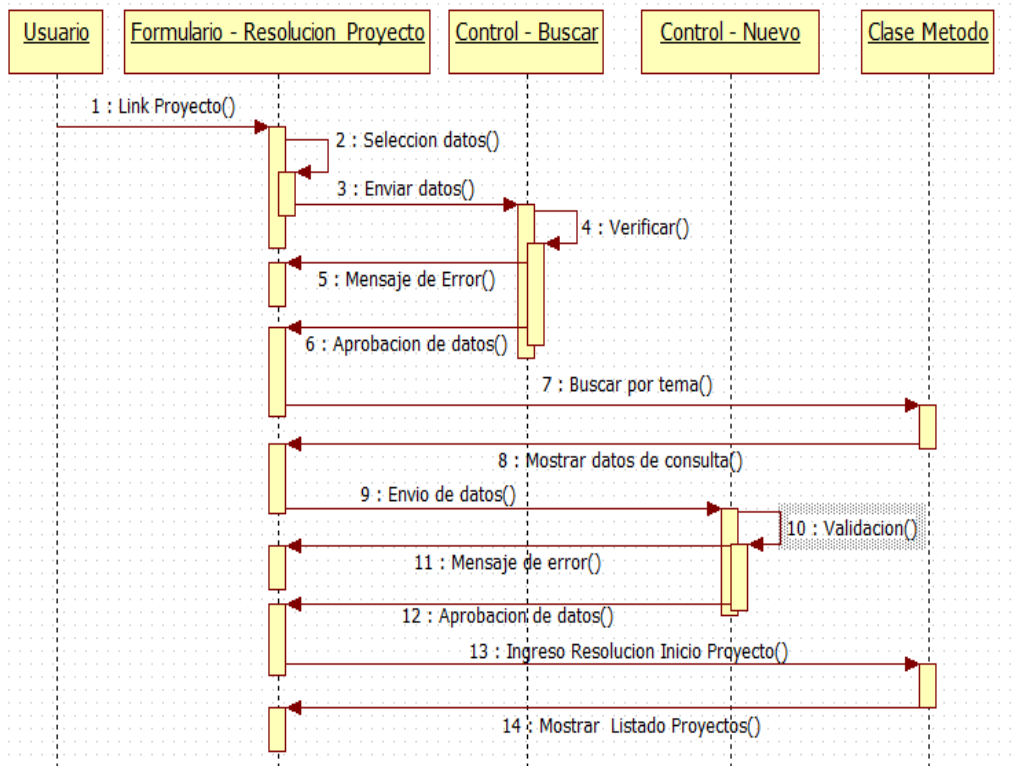 Usuario
Formulario - Resolucion Proyecto
Control - Buscar
Control - Nuevo
Clase Metodo
1 : Link Proyecto()
2 : Seleccion datos()
3 : Enviar datos()
4 : Verificar()
5 : Mensaje de Error()
6 : Aprobacion de datos()
7 : Buscar por tema()
8 : Mostrar datos de consulta()
9 : Envio de datos()
10 : Validacion()
11 : Mensaje de error()
12 : Aprobacion de datos()
13 : Ingreso Resolucion Inicio Proyecto()
14 : Mostrar Listado Proyectos()